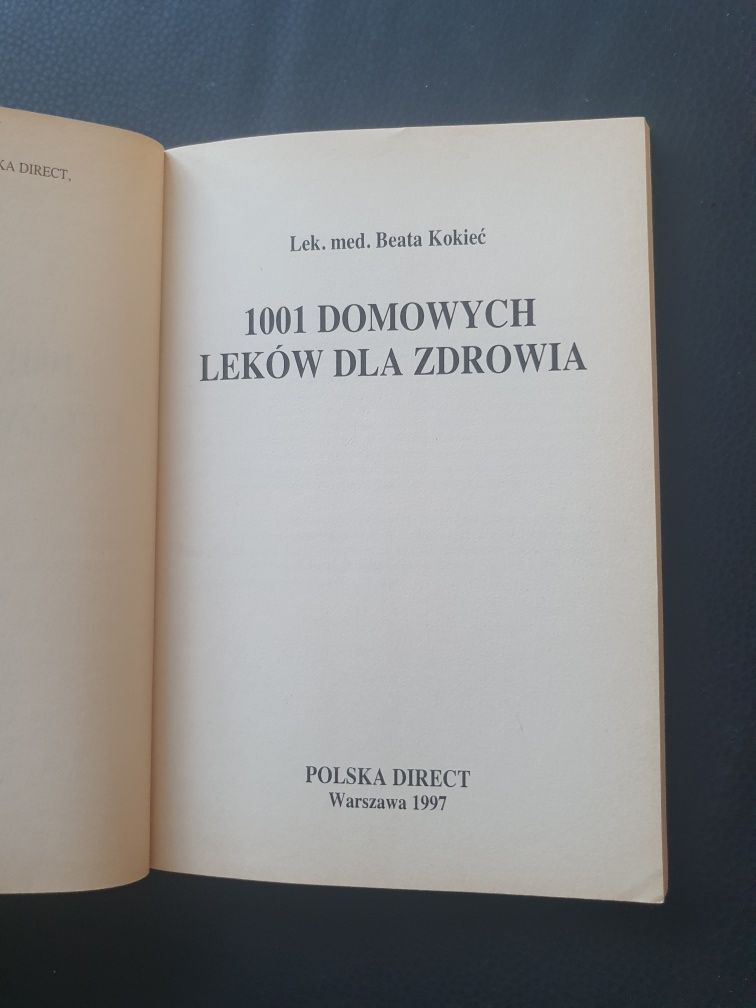 KA DIRECT,
Lek. med. Beata Kokieć
1001 DOMOWYCH
LEKÓW DLA ZDROWIA
POLSKA DIRECT
Warszawa 1997